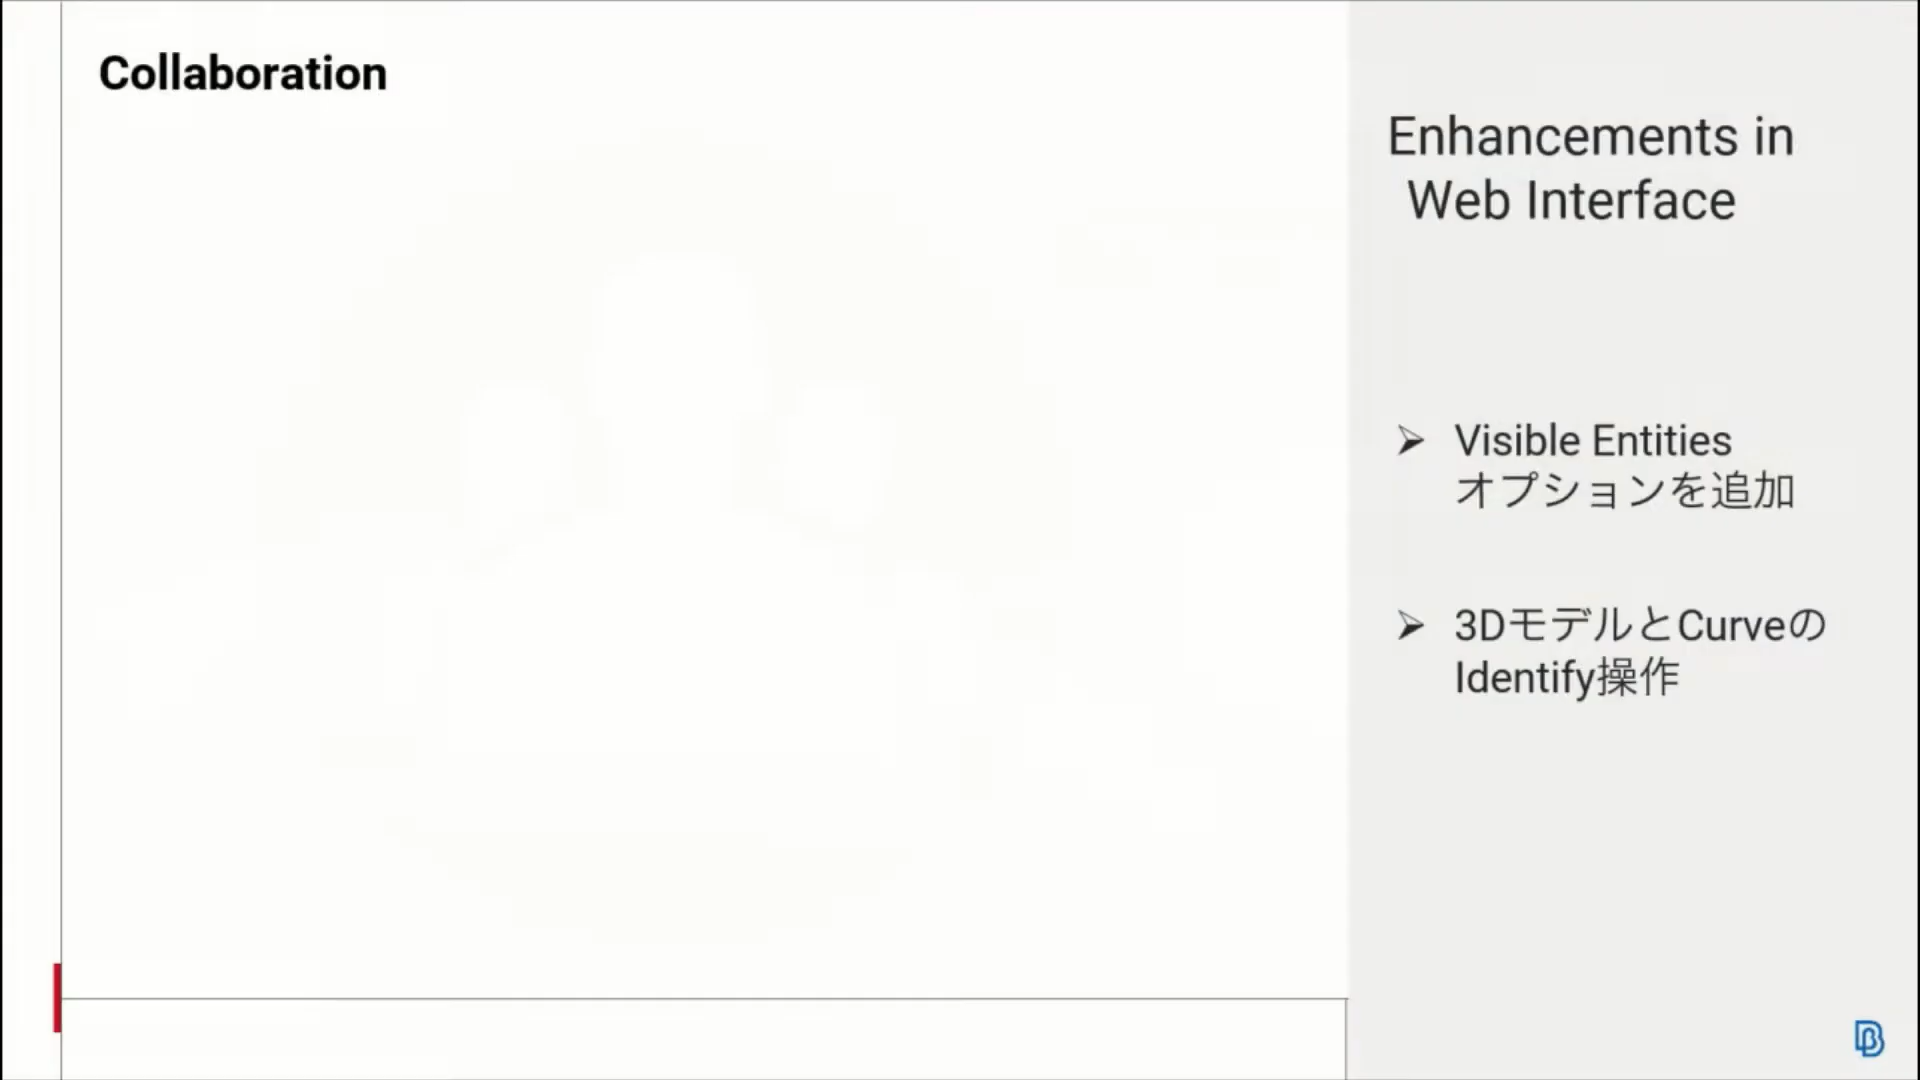 Collaboration
Enhancements in
Web Interface
Visible Entities
オプションを追加
3DモデルとCurveの
Identify操作